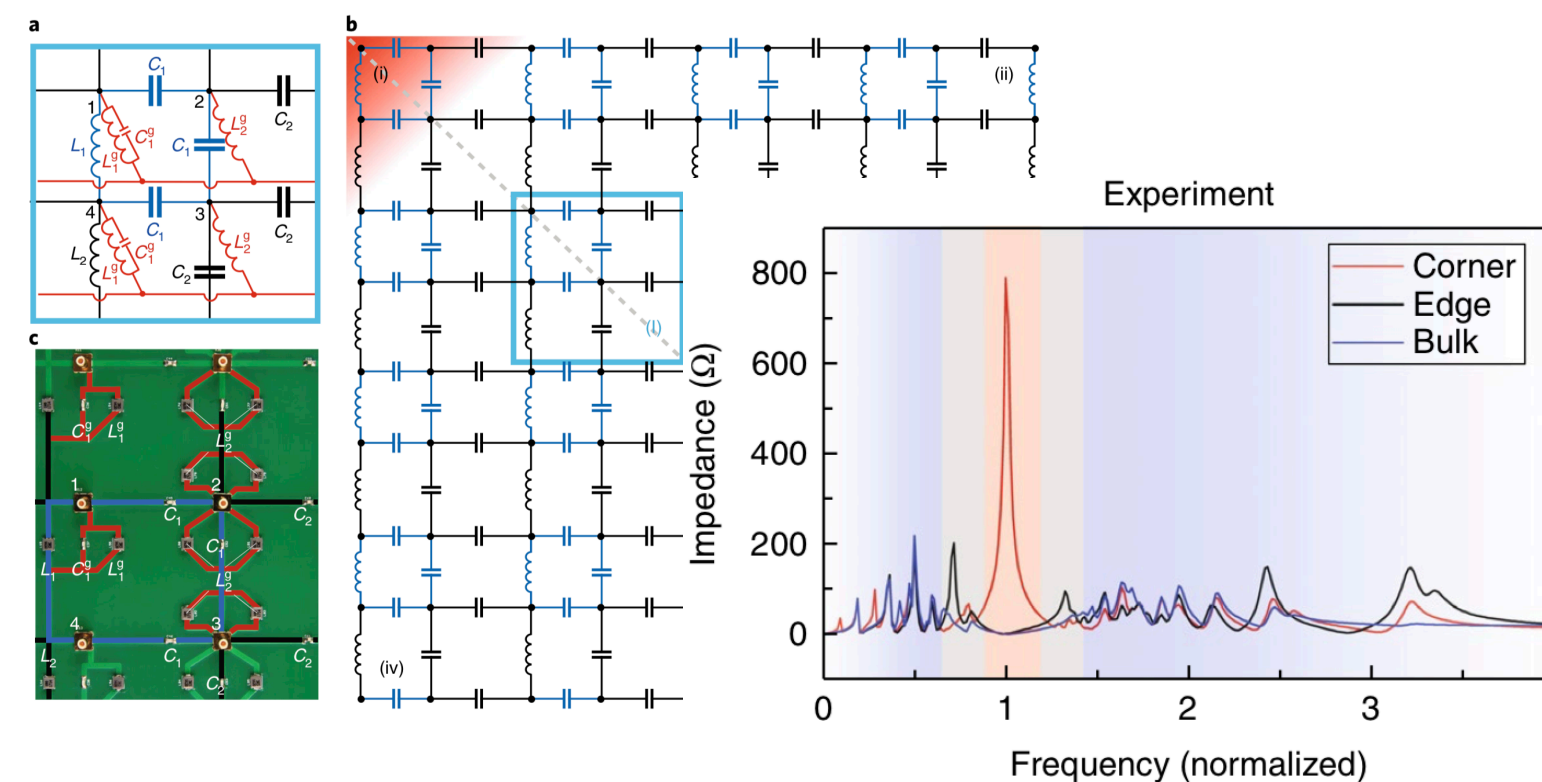 a
C₁
1
2
C₂
L₁
L₁ᵍ
C₁ᵍ
C₁
L₂ᵍ
4
C₁
3
C₂
L₂
L₁ᵍ
C₁ᵍ
C₂
L₂ᵍ
b
(i)
(ii)
(I)
(iv)
c
C₁ᵍ L₁ᵍ
L₂ᵍ
1
2
C₁
C₂
L₁
C₁ᵍ L₁ᵍ
C₁
L₂ᵍ
4
3
L₂
C₁
C₂
C₂
Experiment
Impedance (Ω)
800
600
400
200
0
Corner
Edge
Bulk
0 1 2 3
Frequency (normalized)